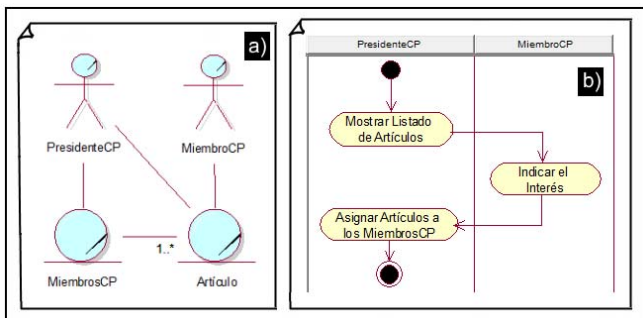 a)
PresidenteCP
MiembroCP
1..*
MiembrosCP
Artículo
PresidenteCP
MiembroCP
b)
Mostrar Listado
de Artículos
Indicar el
Interés
Asignar Artículos a
los MiembrosCP